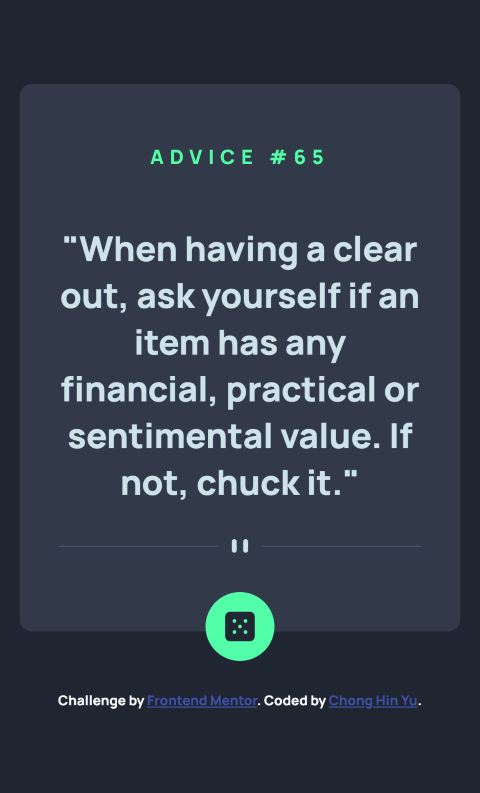 ADVICE #65
"When having a clear
out, ask yourself if an
item has any
financial, practical or
sentimental value. If
not, chuck it."
Challenge by Frontend Mentor. Coded by Chong Hin Yu.